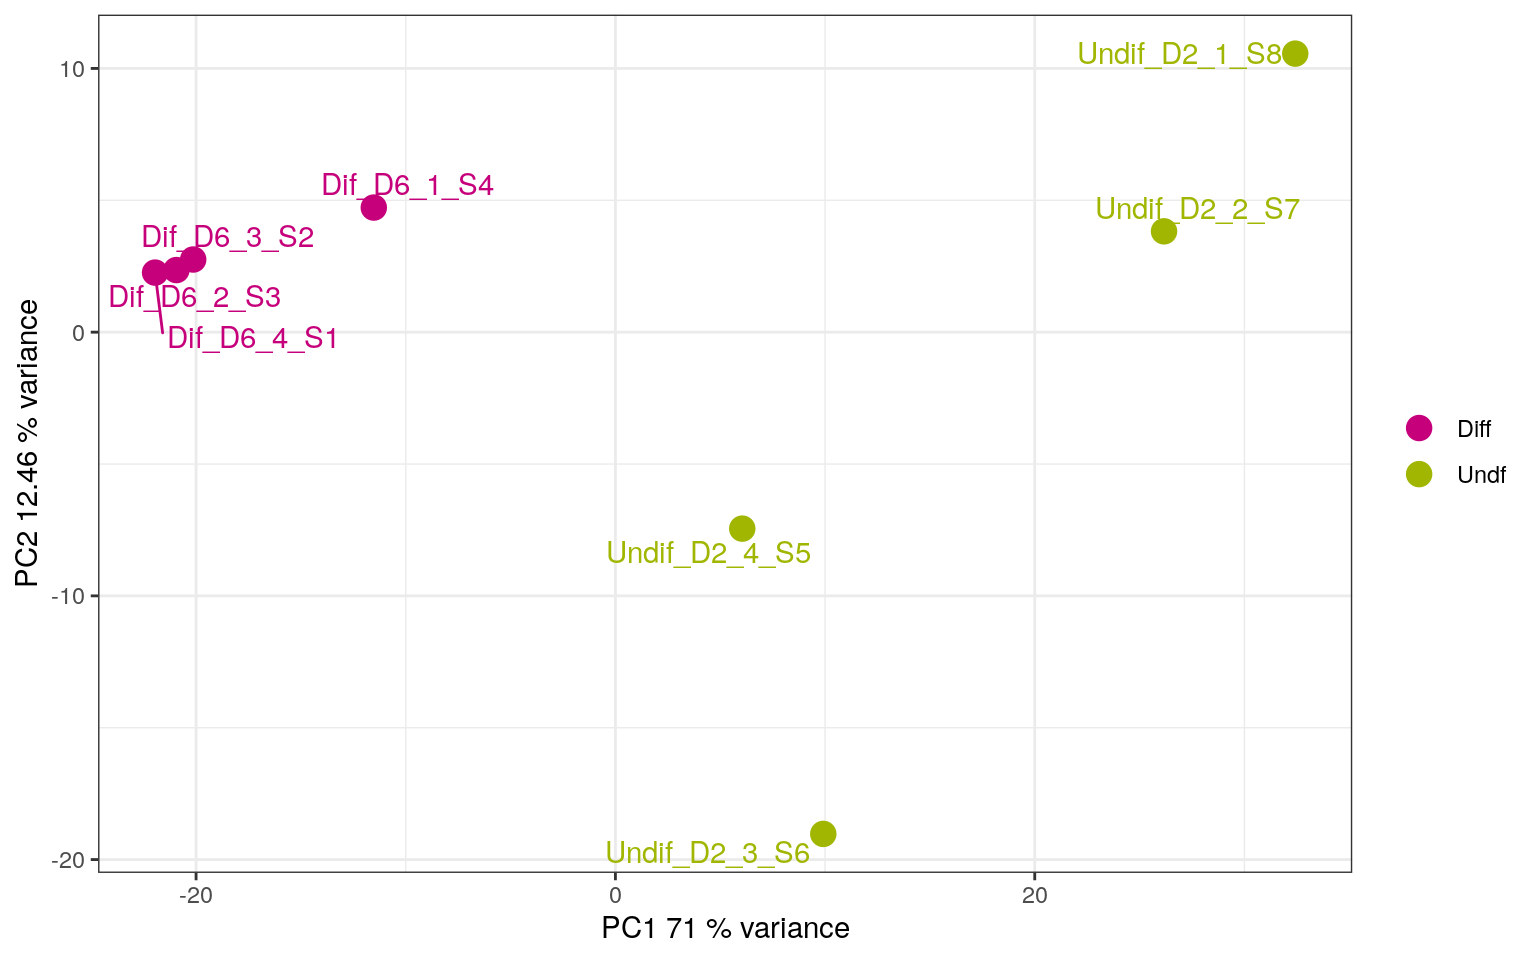 Undif_D2_1_S8
10
Dif_D6_1_S4
Undif_D2_2_S7
Dif_D6_3_S2
Dif_D6_2_S3
0
Dif_D6_4_S1
PC2 12.46 % variance
Diff
Undf
Undif_D2_4_S5
-10
Undif_D2_3_S6
-20
-20
0
20
PC1 71 % variance